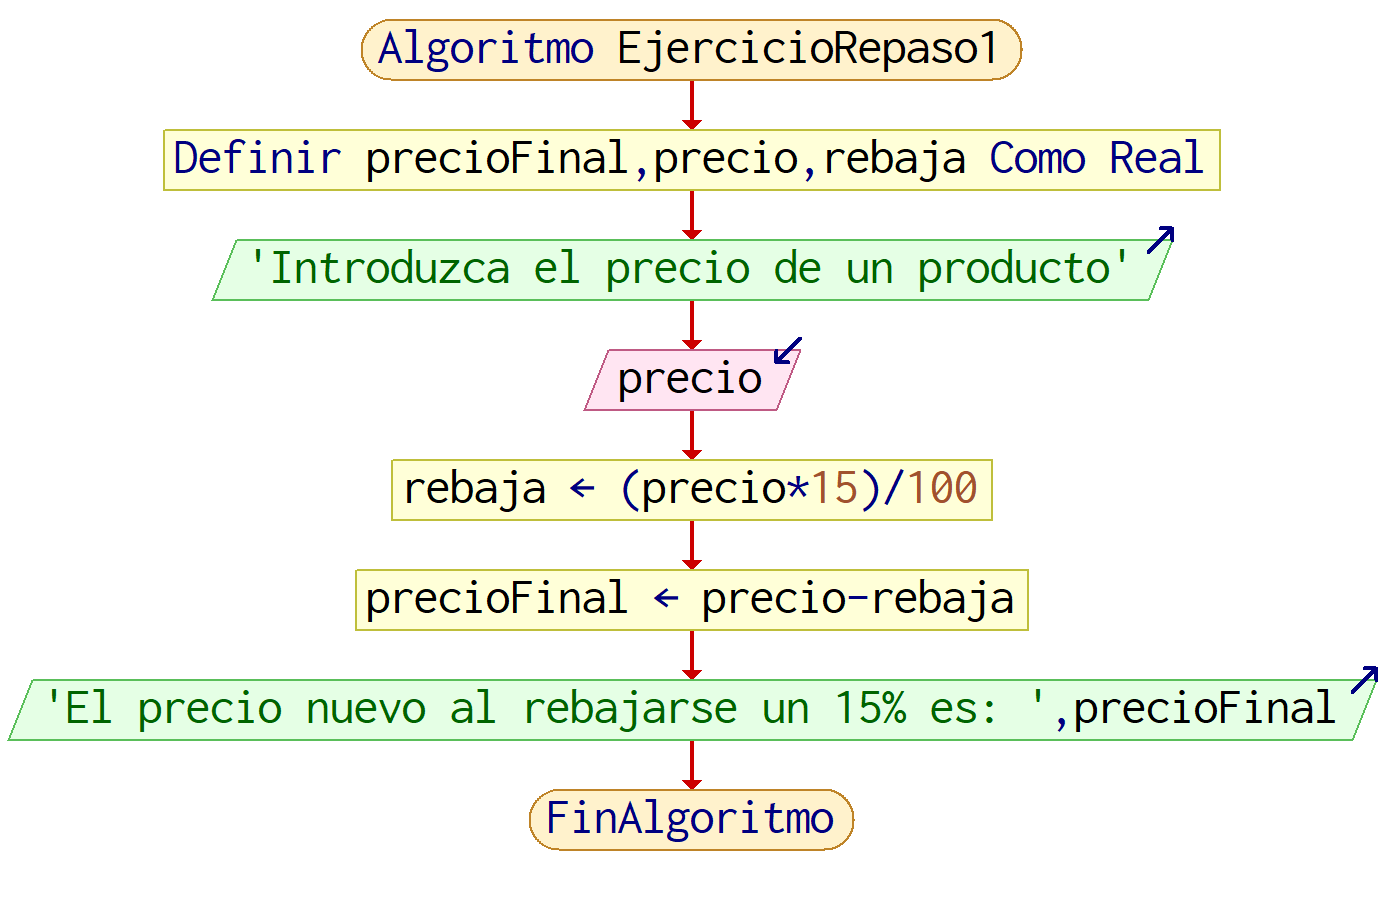 Algoritmo EjercicioRepaso1
Definir precioFinal,precio,rebaja Como Real
'Introduzca el precio de un producto'
precio
rebaja ← (precio*15)/100
precioFinal ← precio-rebaja
'El precio nuevo al rebajarse un 15% es: ',precioFinal
FinAlgoritmo